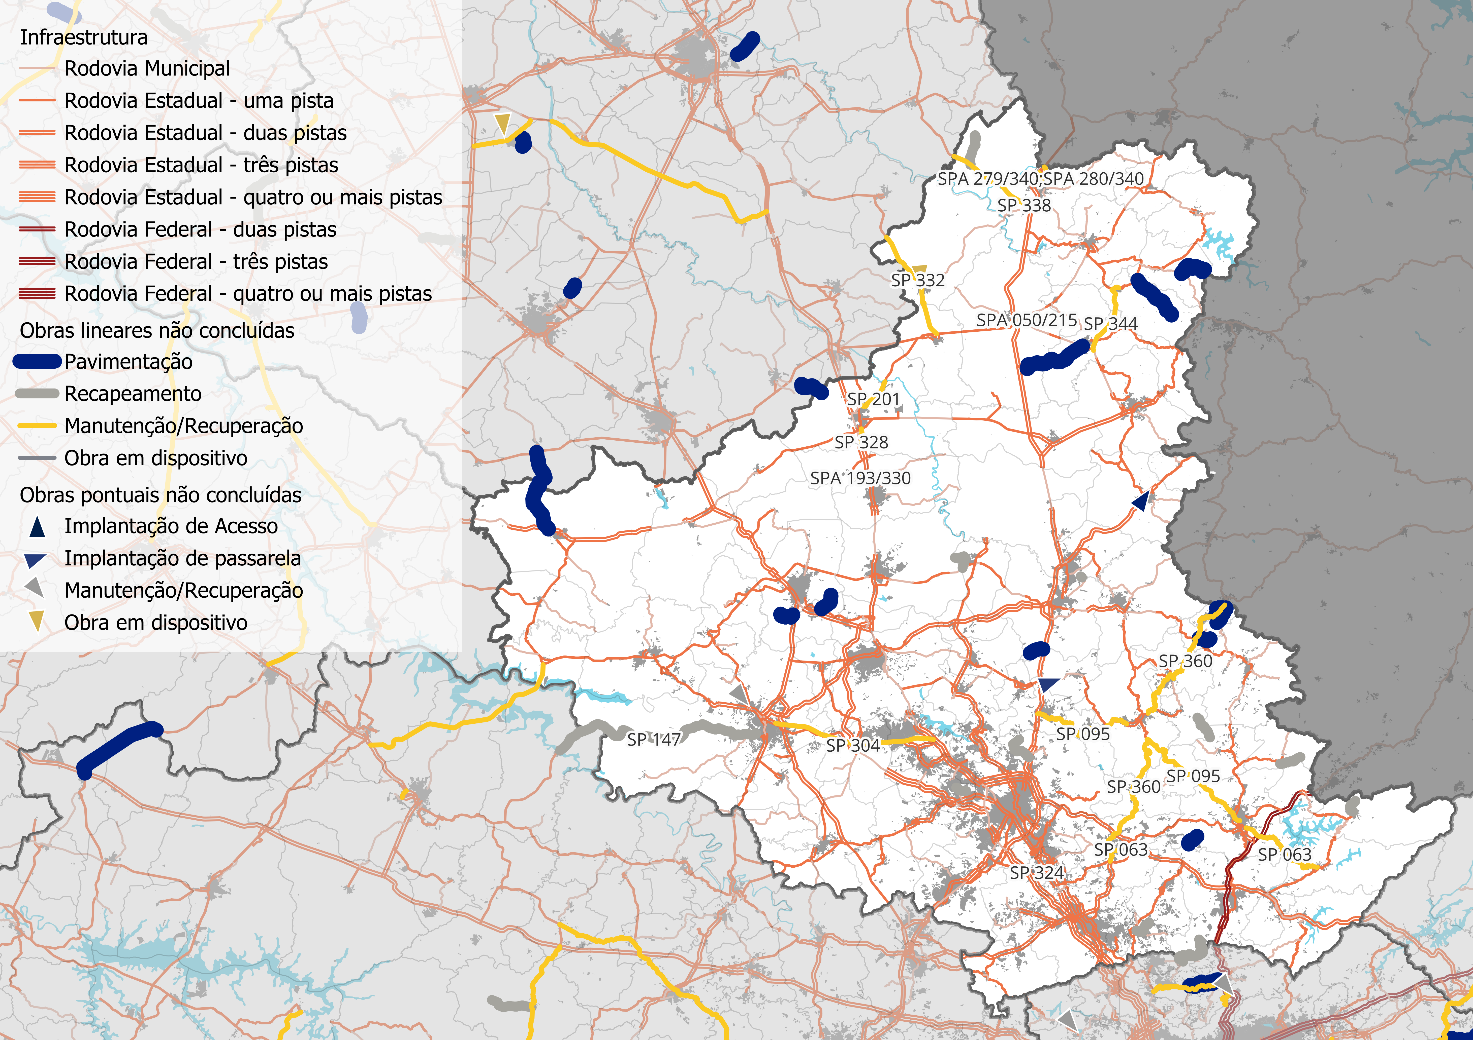 Infraestrutura
Rodovia Municipal
Rodovia Estadual - uma pista
Rodovia Estadual - duas pistas
Rodovia Estadual - três pistas
Rodovia Estadual - quatro ou mais pistas
Rodovia Federal - duas pistas
Rodovia Federal - três pistas
Rodovia Federal - quatro ou mais pistas
Obras lineares não concluídas
Pavimentação
Recapeamento
Manutenção/Recuperação
Obra em dispositivo
Obras pontuais não concluídas
Implantação de Acesso
Implantação de passarela
Manutenção/Recuperação
Obra em dispositivo
SPA 279/340;SPA 280/340
SP 338
SP 332
SPA 050/215
SP 344
SP 201
SP 328
SPA 193/330
SP 360
SP 147
SP 304
SP 095
SP 360
SP 095
SP 063
SP 063
SP 324